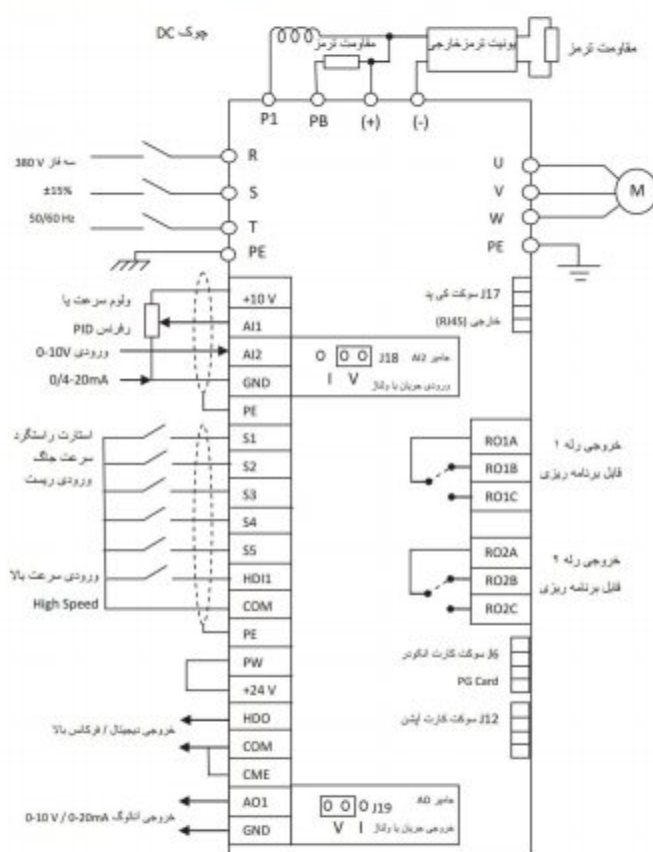 چوک DC
مقاومت ترمز
یونیت ترمز خارجی
مقاومت ترمز
P1
PB
(+)
(-)
سه فاز 380 V
±15%
50/60 Hz
R
S
T
PE
U
V
W
PE
M
ولوم سرعت یا
رفرنس PID
ورودی 0-10V
0/4-20mA
+10 V
AI1
AI2
GND
PE
O O O J18
I V
جامپر AI2
ورودی جریان یا ولتاژ
J17 سوکت کی پد
خارجی (RJ45)
استارت راستگرد
سرعت جاگ
ورودی ریست
ورودی سرعت بالا
High Speed
S1
S2
S3
S4
S5
HDI1
COM
PE
PW
+24 V
HDO
COM
CME
AO1
GND
RO1A
RO1B
RO1C
خروجی رله ۱
قابل برنامه ریزی
RO2A
RO2B
RO2C
خروجی رله ۲
قابل برنامه ریزی
J6 سوکت کارت انکودر
PG Card
J12 سوکت کارت آپشن
خروجی دیجیتال / فرکانس بالا
خروجی آنالوگ 0-10 V / 0-20mA
O O O J19
V I
جامپر AO
خروجی جریان یا ولتاژ